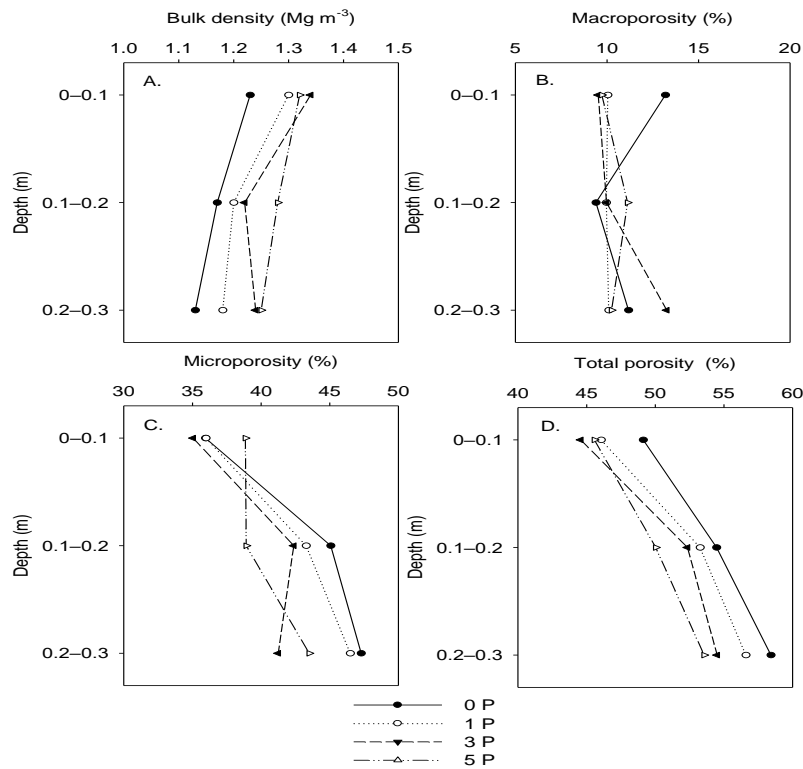 Bulk density (Mg m⁻³)
1.0 1.1 1.2 1.3 1.4 1.5
A.
0–0.1
0.1–0.2
0.2–0.3
Depth (m)
Macroporosity (%)
5 10 15 20
B.
0–0.1
0.1–0.2
0.2–0.3
Depth (m)
Microporosity (%)
30 35 40 45 50
C.
0–0.1
0.1–0.2
0.2–0.3
Depth (m)
Total porosity (%)
40 45 50 55 60
D.
0–0.1
0.1–0.2
0.2–0.3
Depth (m)
0 P
1 P
3 P
5 P